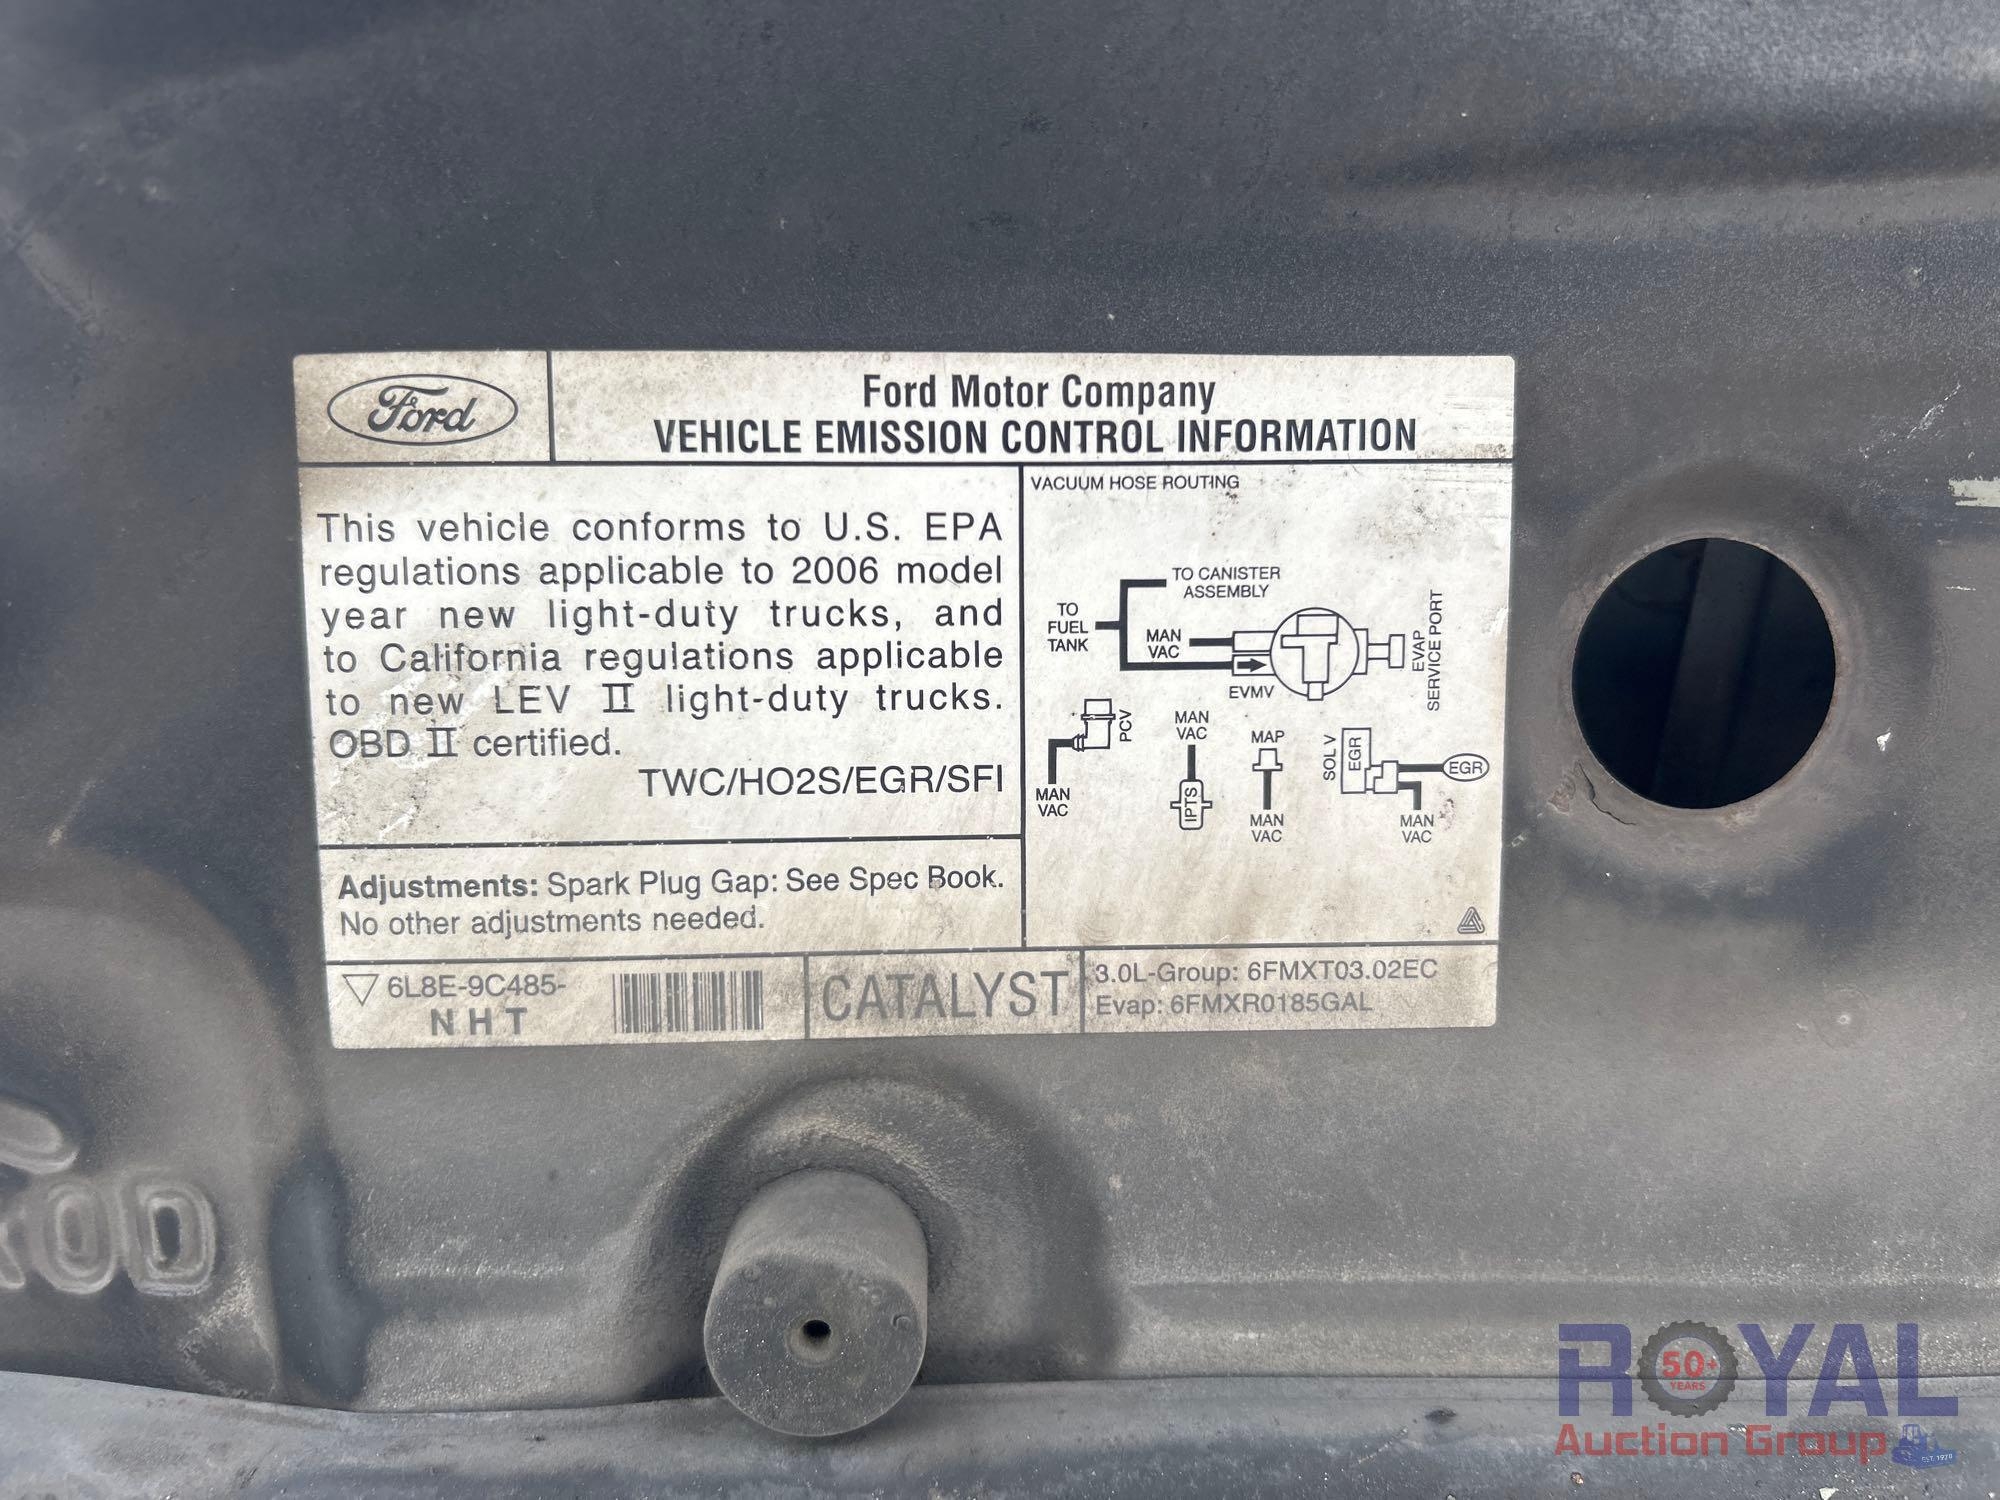 Ford
Ford Motor Company
VEHICLE EMISSION CONTROL INFORMATION
This vehicle conforms to U.S. EPA
regulations applicable to 2006 model
year new light-duty trucks, and
to California regulations applicable
to new LEV II light-duty trucks.
OBD II certified.
TWC/HO2S/EGR/SFI
Adjustments: Spark Plug Gap: See Spec Book.
No other adjustments needed.
VACUUM HOSE ROUTING
TO CANISTER
ASSEMBLY
TO
FUEL
TANK
MAN
VAC
EVMV
EVAP
SERVICE PORT
PCV
MAN
VAC
MAN
VAC
IPTS
MAP
MAN
VAC
SOL V
EGR
EGR
MAN
VAC
6L8E-9C485-
NHT
CATALYST
3.0L-Group: 6FMXT03.02EC
Evap: 6FMXR0185GAL
ROD
ROYAL
50+
YEARS
Auction Group
EST. 1970